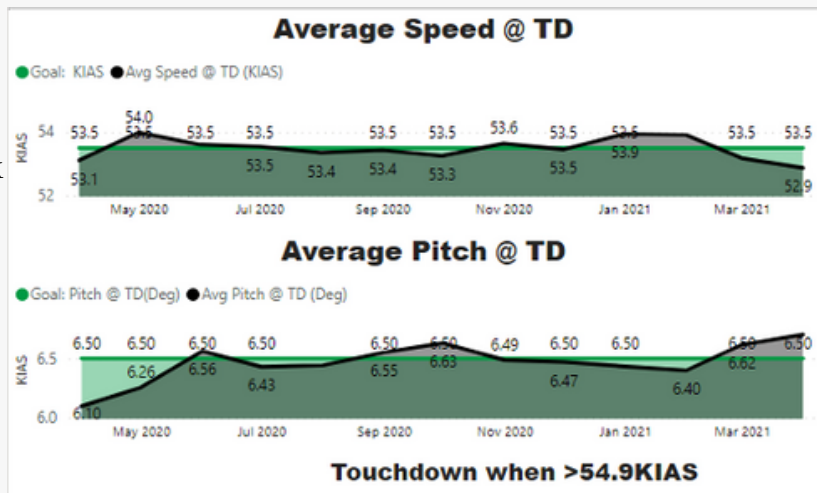 Average Speed @ TD
Goal: KIAS Avg Speed @ TD (KIAS)
54.0
54 53.5 53.5 53.5 53.5 53.5 53.5 53.6 53.5 53.5 53.5
KIAS
53.1 53.5 53.4 53.4 53.3 53.5 53.9 52.9
52
May 2020 Jul 2020 Sep 2020 Nov 2020 Jan 2021 Mar 2021
Average Pitch @ TD
Goal: Pitch @ TD(Deg) Avg Pitch @ TD (Deg)
6.50 6.50 6.50 6.50 6.50 6.50 6.49 6.50 6.50 6.50 6.50
6.5
KIAS
6.10 6.26 6.56 6.43 6.55 6.63 6.47 6.40 6.62
6.0
May 2020 Jul 2020 Sep 2020 Nov 2020 Jan 2021 Mar 2021
Touchdown when >54.9KIAS